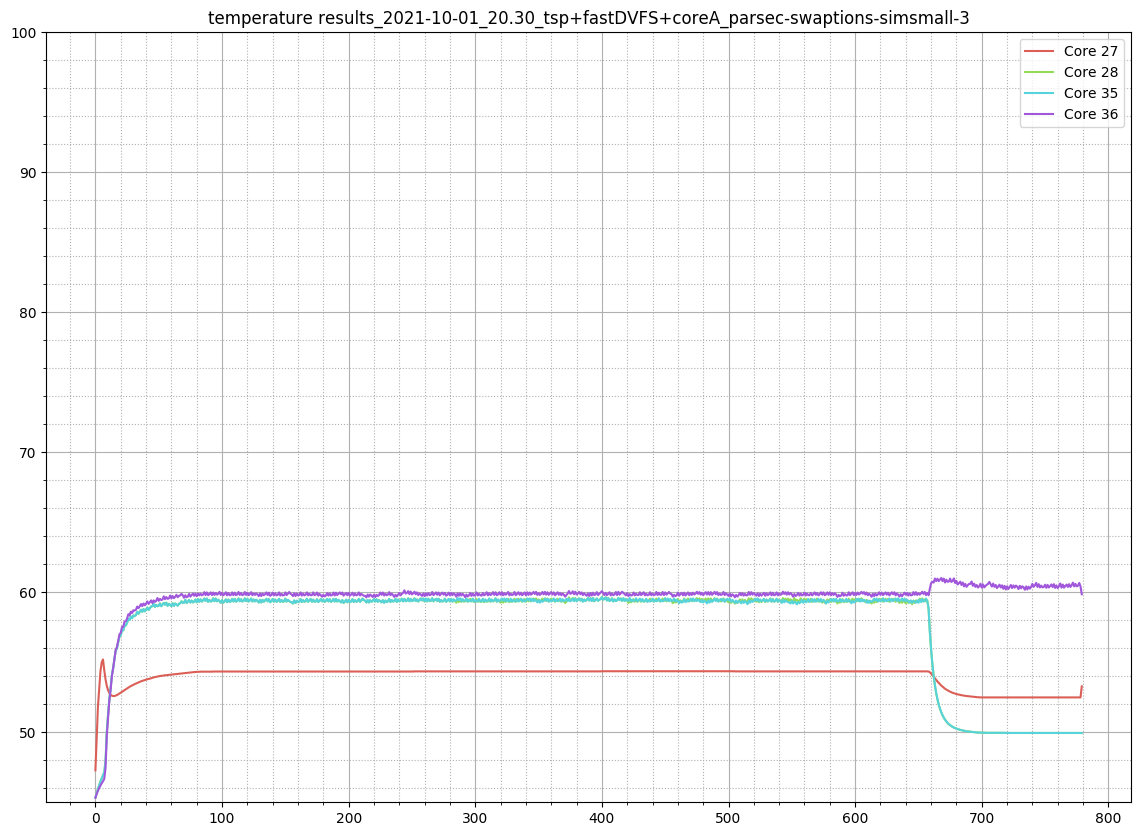 temperature results_2021-10-01_20.30_tsp+fastDVFS+coreA_parsec-swaptions-simsmall-3
100
90
80
70
60
50
Core 27
Core 28
Core 35
Core 36
0 100 200 300 400 500 600 700 800